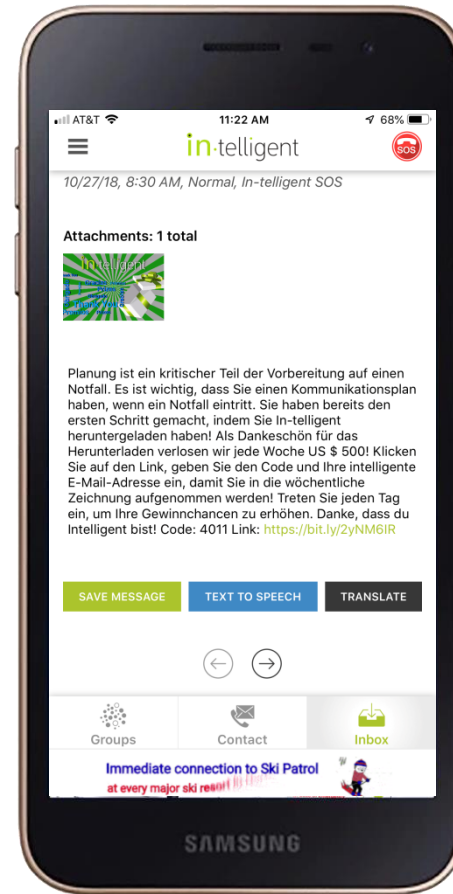 AT&T 11:22 AM 68%
in·telligent SOS
10/27/18, 8:30 AM, Normal, In-telligent SOS
Attachments: 1 total
in·telligent
Prizes
Thank You
Planung ist ein kritischer Teil der Vorbereitung auf einen
Notfall. Es ist wichtig, dass Sie einen Kommunikationsplan
haben, wenn ein Notfall eintritt. Sie haben bereits den
ersten Schritt gemacht, indem Sie In-telligent
heruntergeladen haben! Als Dankeschön für das
Herunterladen verlosen wir jede Woche US $ 500! Klicken
Sie auf den Link, geben Sie den Code und Ihre intelligente
E-Mail-Adresse ein, damit Sie in die wöchentliche
Zeichnung aufgenommen werden! Treten Sie jeden Tag
ein, um Ihre Gewinnchancen zu erhöhen. Danke, dass du
Intelligent bist! Code: 4011 Link: https://bit.ly/2yNM6IR
SAVE MESSAGE TEXT TO SPEECH TRANSLATE
Groups Contact Inbox
Immediate connection to Ski Patrol
at every major ski resort
SAMSUNG